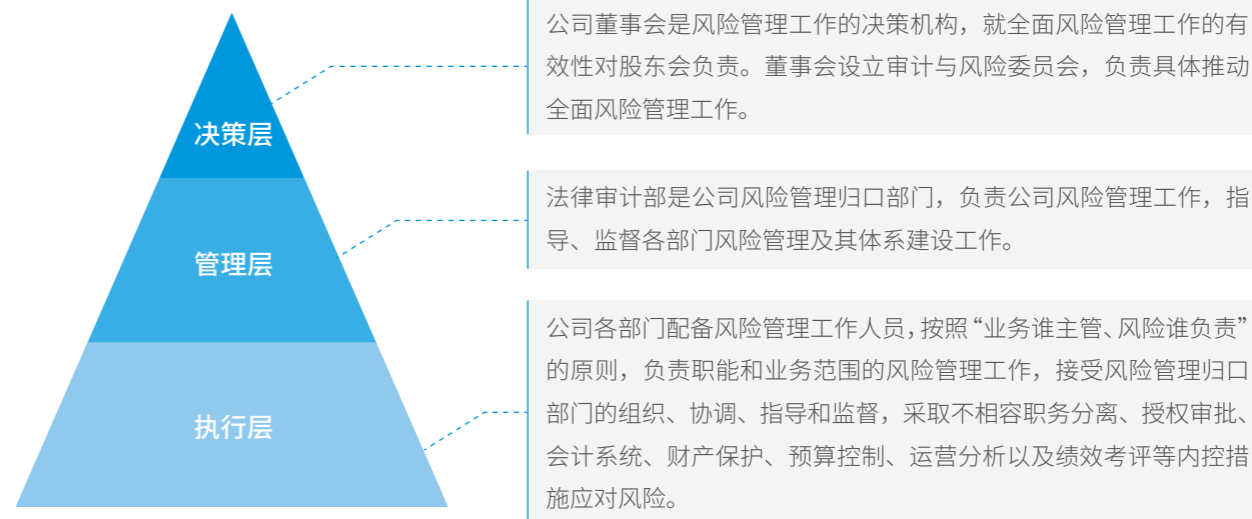 公司董事会是风险管理工作的决策机构，就全面风险管理工作的有
效性对股东会负责。董事会设立审计与风险委员会，负责具体推动
全面风险管理工作。
决策层
法律审计部是公司风险管理归口部门，负责公司风险管理工作，指
导、监督各部门风险管理及其体系建设工作。
管理层
公司各部门配备风险管理工作人员，按照“业务谁主管、风险谁负责”
的原则，负责职能和业务范围的风险管理工作，接受风险管理归口
部门的组织、协调、指导和监督，采取不相容职务分离、授权审批、
会计系统、财产保护、预算控制、运营分析以及绩效考评等内控措
施应对风险。
执行层